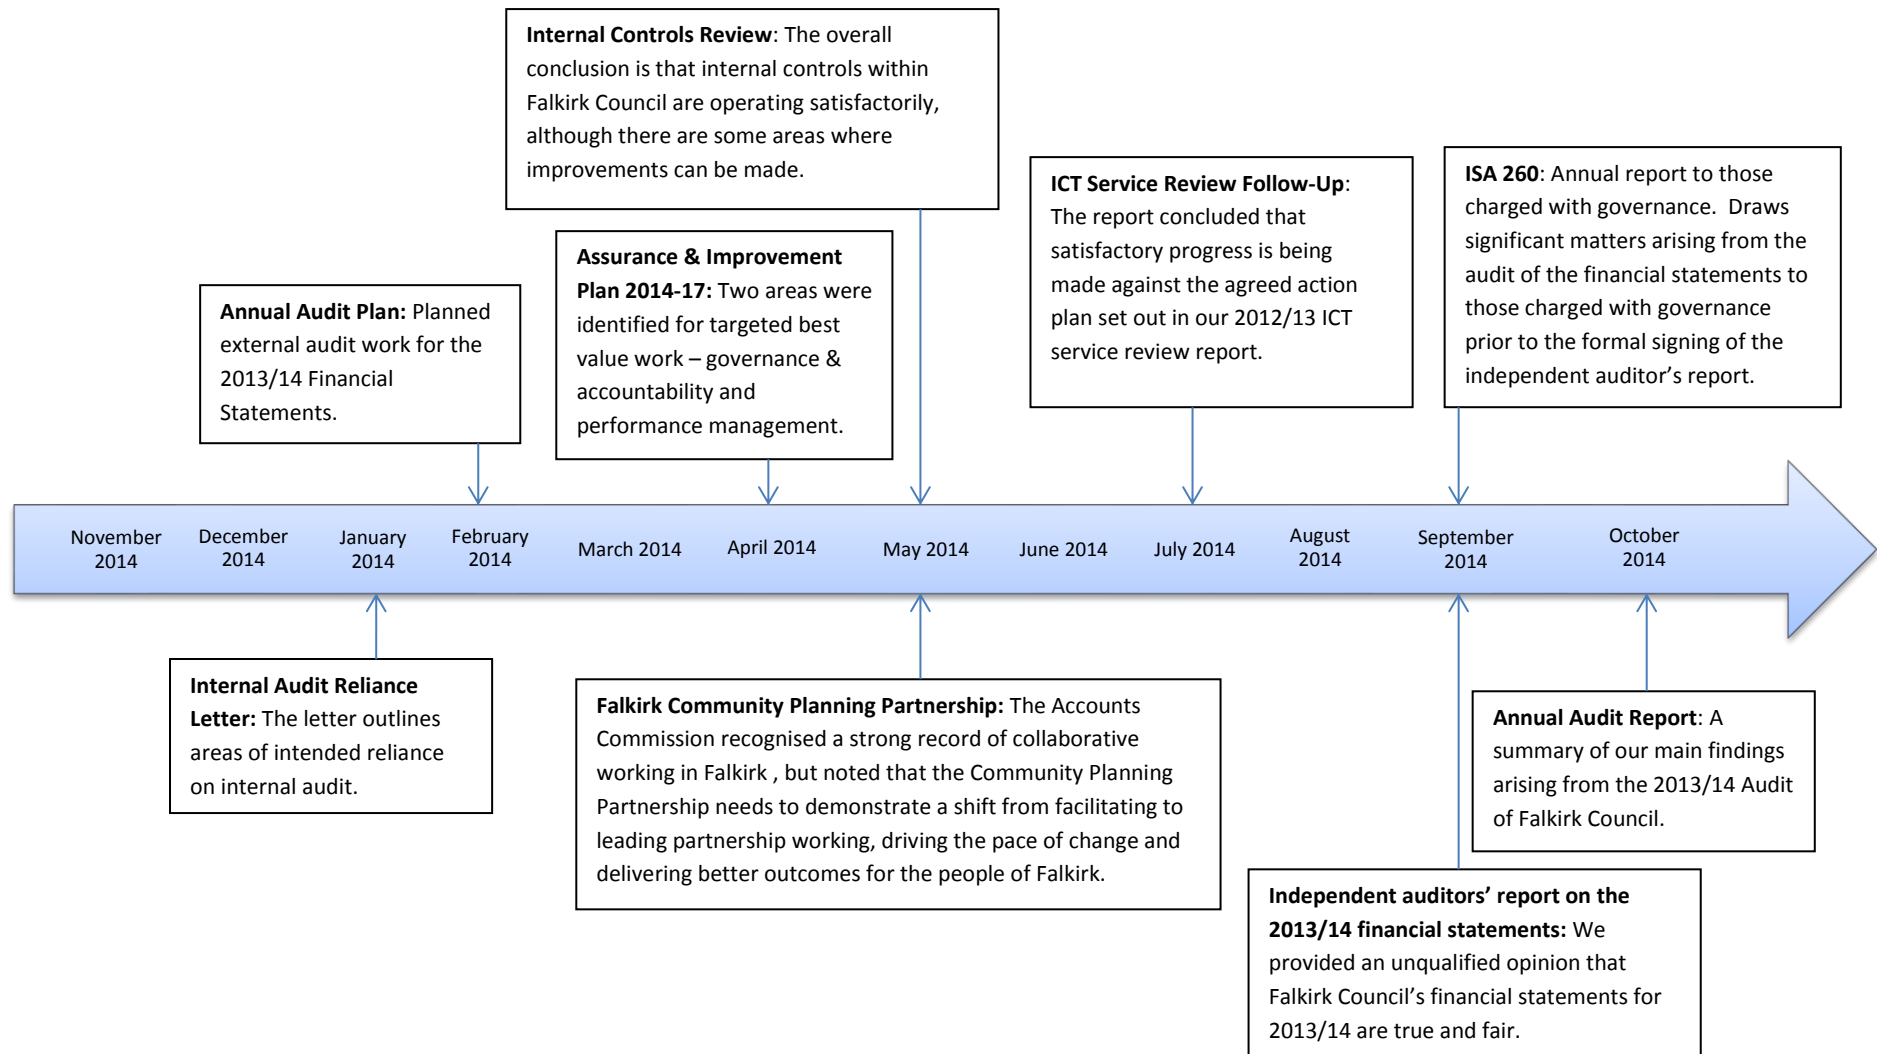 Internal Controls Review: The overall
conclusion is that internal controls within
Falkirk Council are operating satisfactorily,
although there are some areas where
improvements can be made.
Annual Audit Plan: Planned
external audit work for the
2013/14 Financial
Statements.
Assurance & Improvement
Plan 2014-17: Two areas were
identified for targeted best
value work – governance &
accountability and
performance management.
ICT Service Review Follow-Up:
The report concluded that
satisfactory progress is being
made against the agreed action
plan set out in our 2012/13 ICT
service review report.
ISA 260: Annual report to those
charged with governance.  Draws
significant matters arising from the
audit of the financial statements to
those charged with governance
prior to the formal signing of the
independent auditor’s report.
November
2014
December
2014
January
2014
February
2014
March 2014
April 2014
May 2014
June 2014
July 2014
August
2014
September
2014
October
2014
Internal Audit Reliance
Letter: The letter outlines
areas of intended reliance
on internal audit.
Falkirk Community Planning Partnership: The Accounts
Commission recognised a strong record of collaborative
working in Falkirk , but noted that the Community Planning
Partnership needs to demonstrate a shift from facilitating to
leading partnership working, driving the pace of change and
delivering better outcomes for the people of Falkirk.
Annual Audit Report: A
summary of our main findings
arising from the 2013/14 Audit
of Falkirk Council.
Independent auditors’ report on the
2013/14 financial statements: We
provided an unqualified opinion that
Falkirk Council’s financial statements for
2013/14 are true and fair.